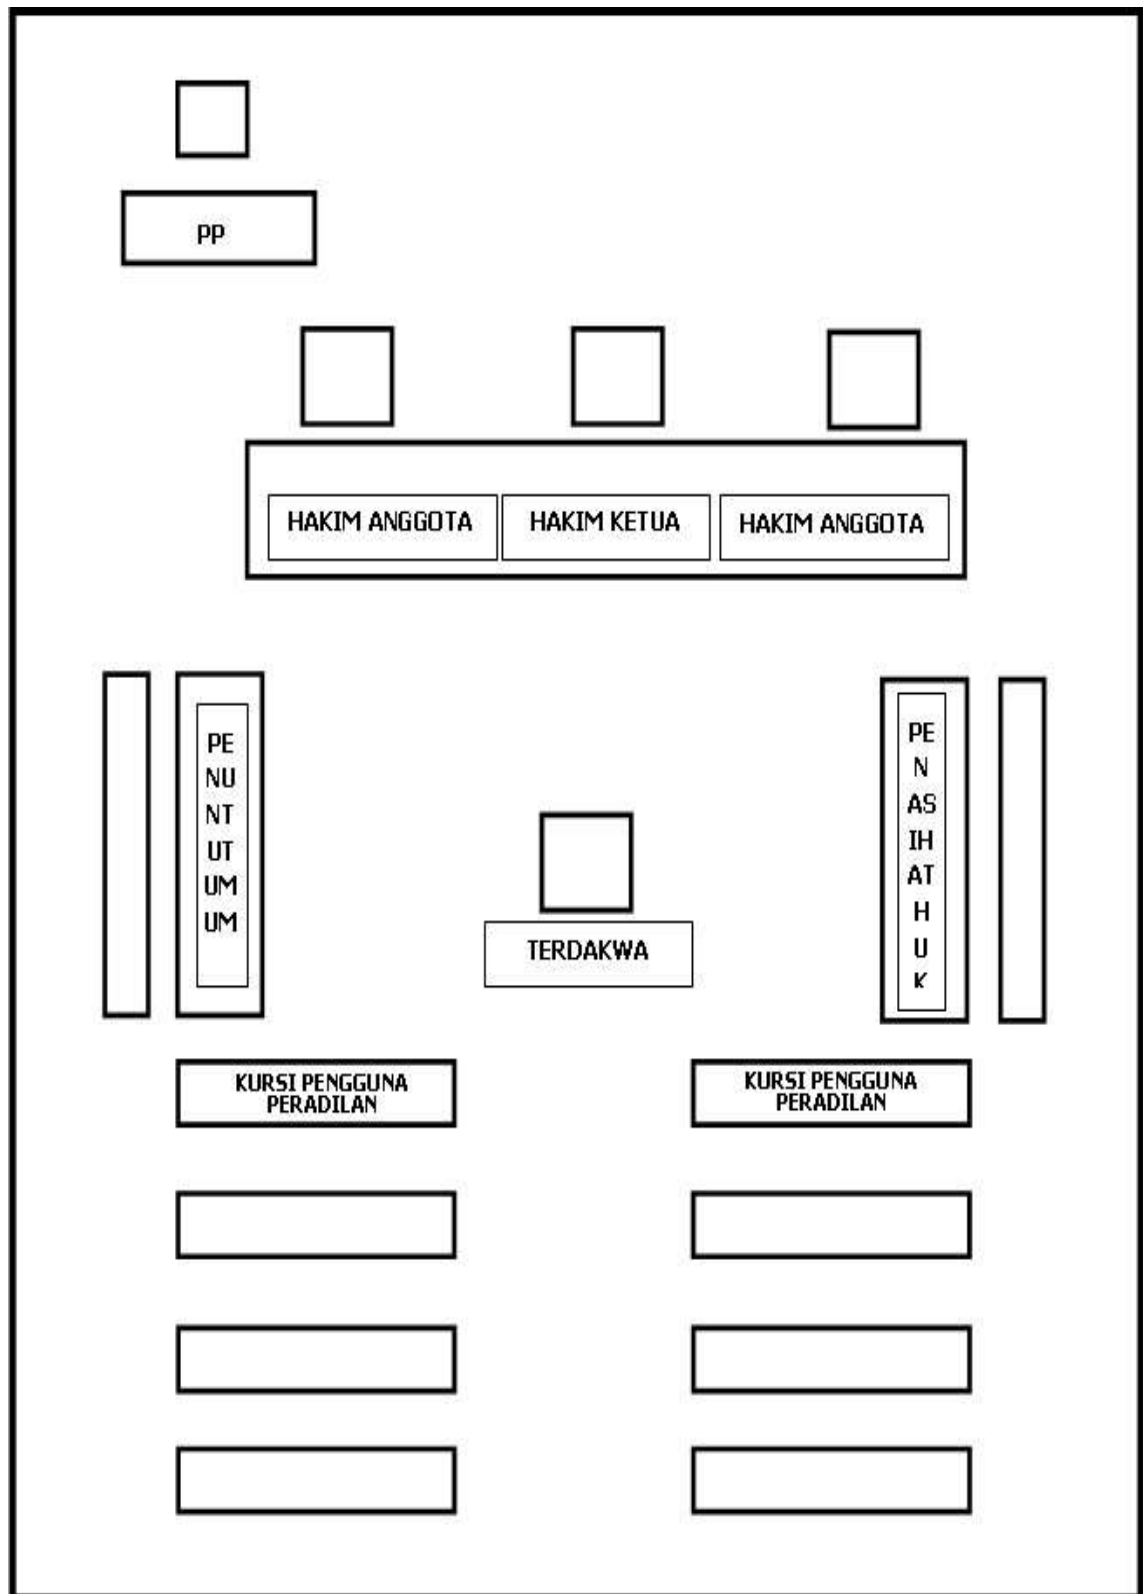 PP
HAKIM ANGGOTA
HAKIM KETUA
HAKIM ANGGOTA
PE
NU
NT
UT
UM
UM
PE
N
AS
IH
AT
H
U
K
TERDAKWA
KURSI PENGGUNA
PERADILAN
KURSI PENGGUNA
PERADILAN